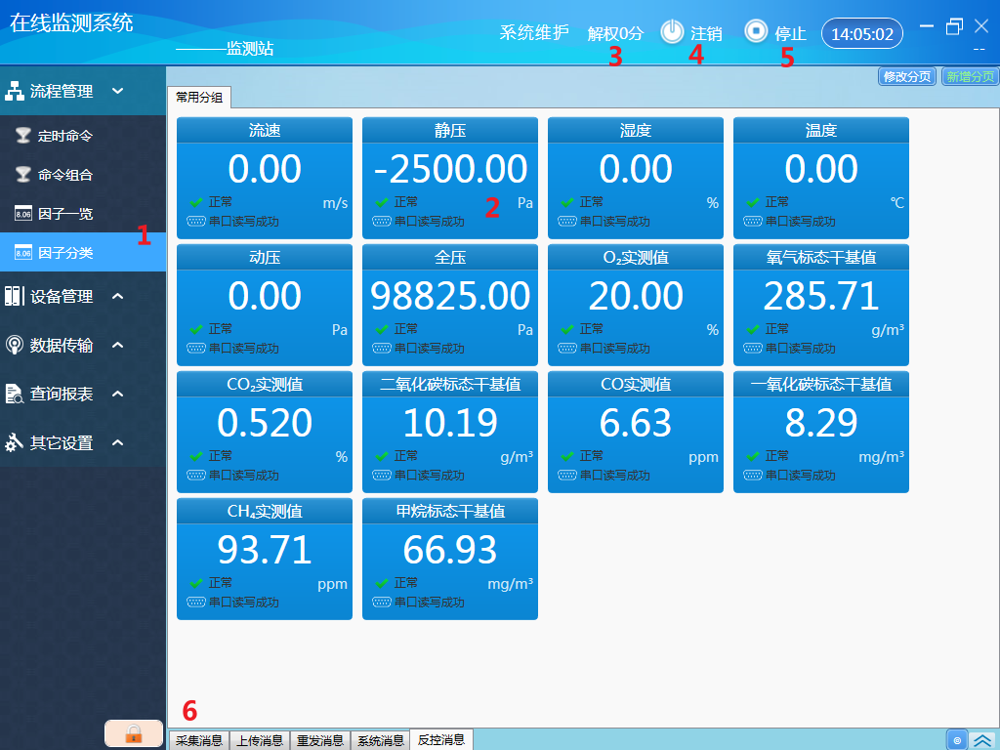 在线监测系统
———监测站
系统维护
解权0分
注销
停止
14:05:02
--
3
4
5
修改分页
新增分页
流程管理
定时命令
命令组合
因子一览
因子分类
1
设备管理
数据传输
查询报表
其它设置
常用分组
流速
0.00
正常
m/s
串口读写成功
静压
-2500.00
正常
2
Pa
串口读写成功
湿度
0.00
正常
%
串口读写成功
温度
0.00
正常
℃
串口读写成功
动压
0.00
正常
Pa
串口读写成功
全压
98825.00
正常
Pa
串口读写成功
O₂实测值
20.00
正常
%
串口读写成功
氧气标态干基值
285.71
正常
g/m³
串口读写成功
CO₂实测值
0.520
正常
%
串口读写成功
二氧化碳标态干基值
10.19
正常
g/m³
串口读写成功
CO实测值
6.63
正常
ppm
串口读写成功
一氧化碳标态干基值
8.29
正常
mg/m³
串口读写成功
CH₄实测值
93.71
正常
ppm
串口读写成功
甲烷标态干基值
66.93
正常
mg/m³
串口读写成功
6
采集消息
上传消息
重发消息
系统消息
反控消息